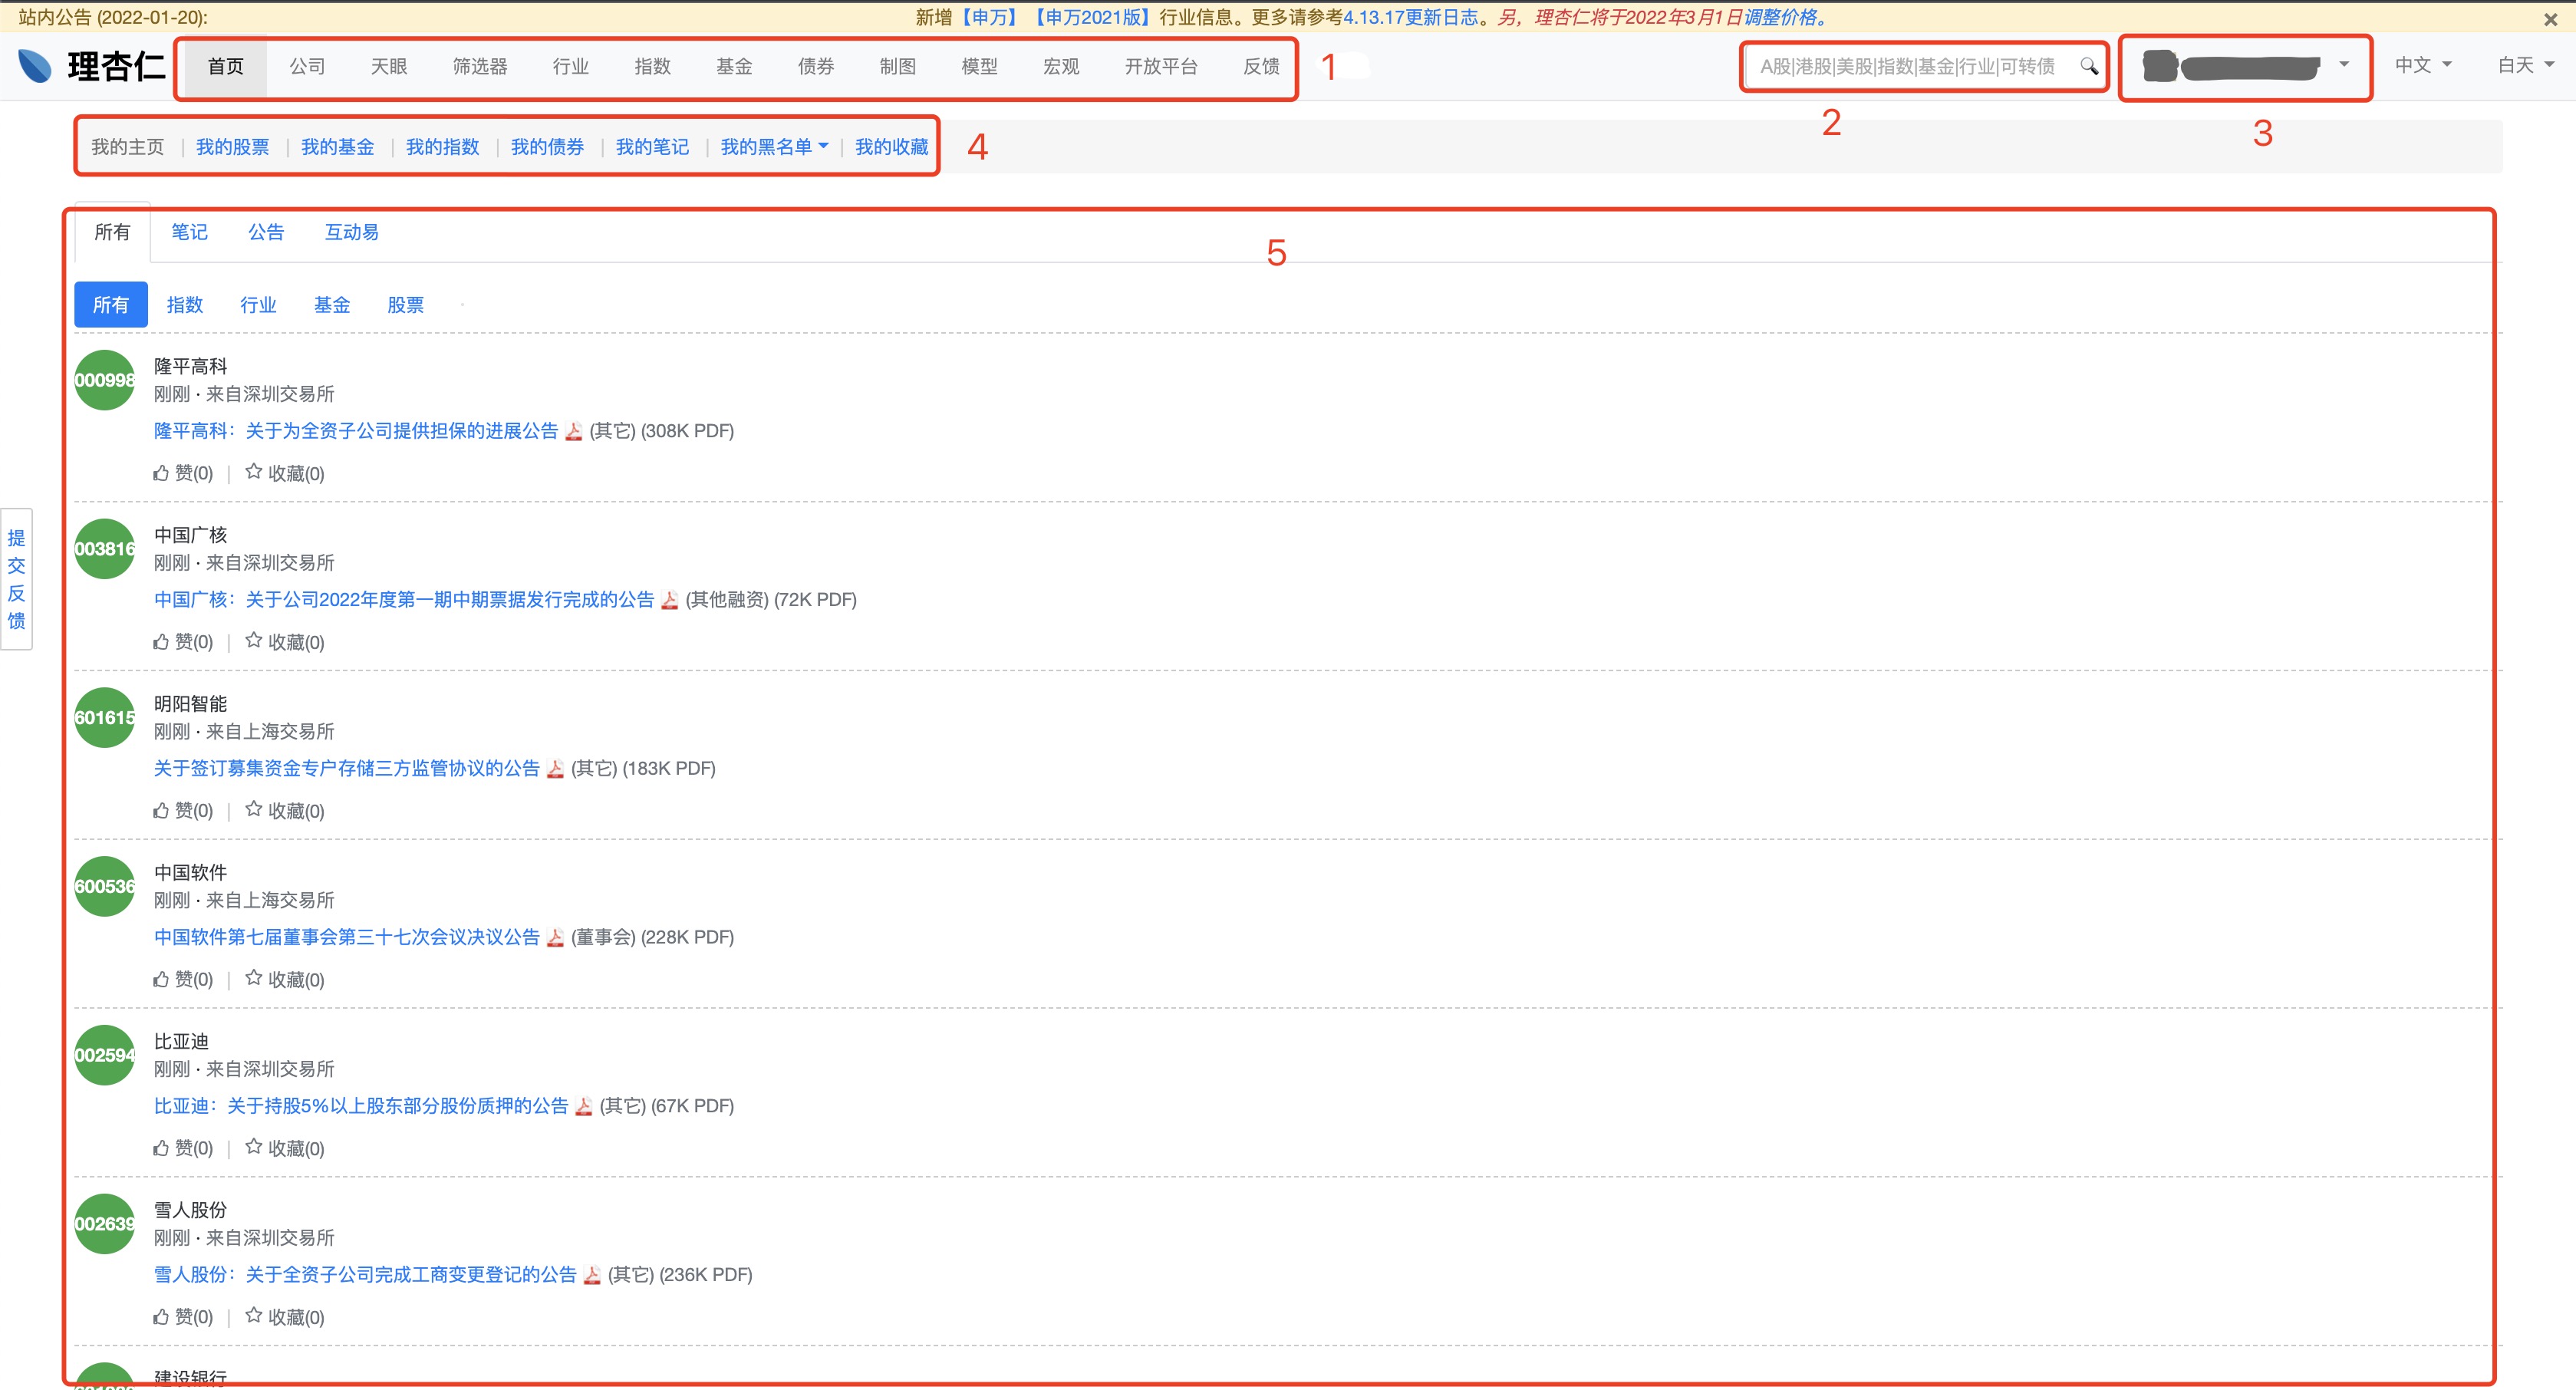 站内公告 (2022-01-20): 新增【申万】【申万2021版】行业信息。更多请参考4.13.17更新日志。另，理杏仁将于2022年3月1日调整价格。
理杏仁 首页 公司 天眼 筛选器 行业 指数 基金 债券 制图 模型 宏观 开放平台 反馈 1 A股|港股|美股|指数|基金|行业|可转债 中文 白天
2 3
我的主页 | 我的股票 | 我的基金 | 我的指数 | 我的债券 | 我的笔记 | 我的黑名单 | 我的收藏 4
所有 笔记 公告 互动易 5
所有 指数 行业 基金 股票
000998 隆平高科
刚刚 · 来自深圳交易所
隆平高科：关于为全资子公司提供担保的进展公告 (其它) (308K PDF)
赞(0) | 收藏(0)
003816 中国广核
刚刚 · 来自深圳交易所
中国广核：关于公司2022年度第一期中期票据发行完成的公告 (其他融资) (72K PDF)
赞(0) | 收藏(0)
提交反馈
601615 明阳智能
刚刚 · 来自上海交易所
关于签订募集资金专户存储三方监管协议的公告 (其它) (183K PDF)
赞(0) | 收藏(0)
600536 中国软件
刚刚 · 来自上海交易所
中国软件第七届董事会第三十七次会议决议公告 (董事会) (228K PDF)
赞(0) | 收藏(0)
002594 比亚迪
刚刚 · 来自深圳交易所
比亚迪：关于持股5%以上股东部分股份质押的公告 (其它) (67K PDF)
赞(0) | 收藏(0)
002639 雪人股份
刚刚 · 来自深圳交易所
雪人股份：关于全资子公司完成工商变更登记的公告 (其它) (236K PDF)
赞(0) | 收藏(0)
建设银行